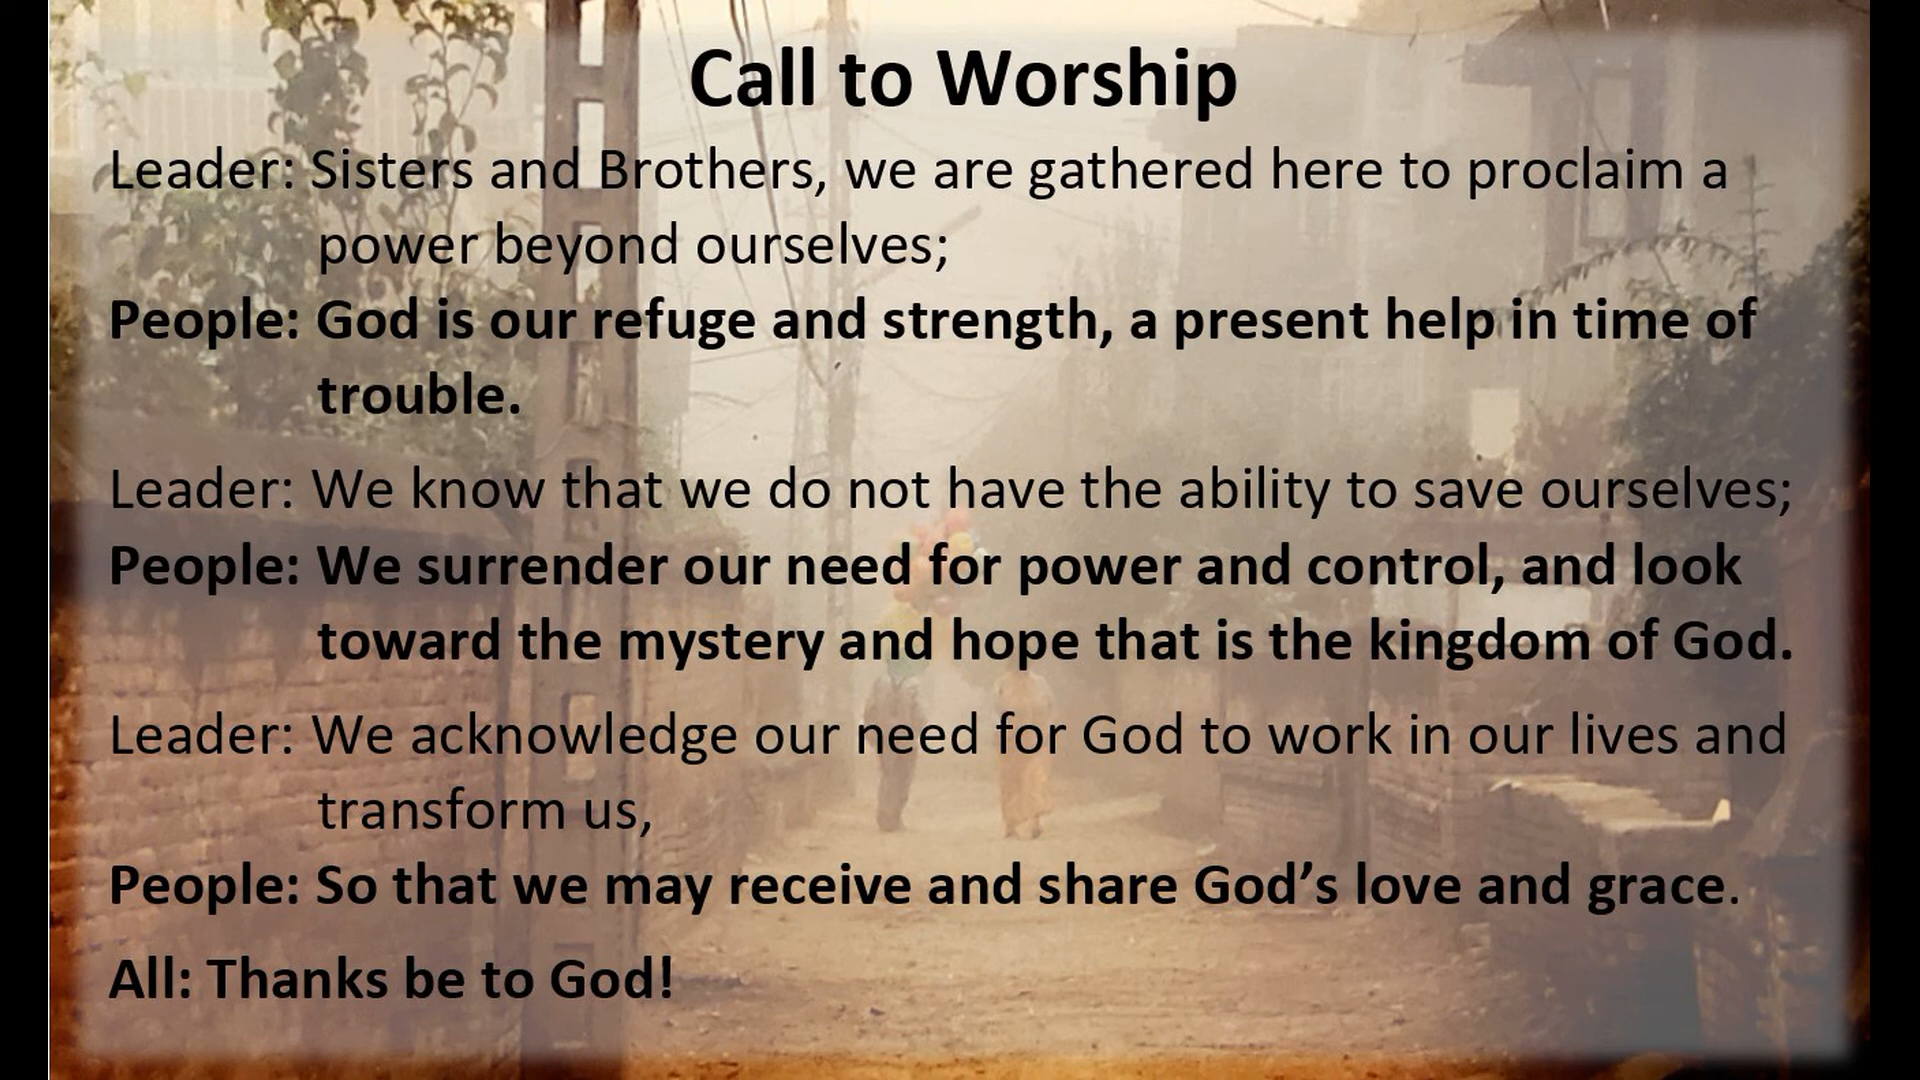 Call to Worship
Leader: Sisters and Brothers, we are gathered here to proclaim a
power beyond ourselves;
People: God is our refuge and strength, a present help in time of
trouble.
Leader: We know that we do not have the ability to save ourselves;
People: We surrender our need for power and control, and look
toward the mystery and hope that is the kingdom of God.
Leader: We acknowledge our need for God to work in our lives and
transform us,
People: So that we may receive and share God’s love and grace.
All: Thanks be to God!